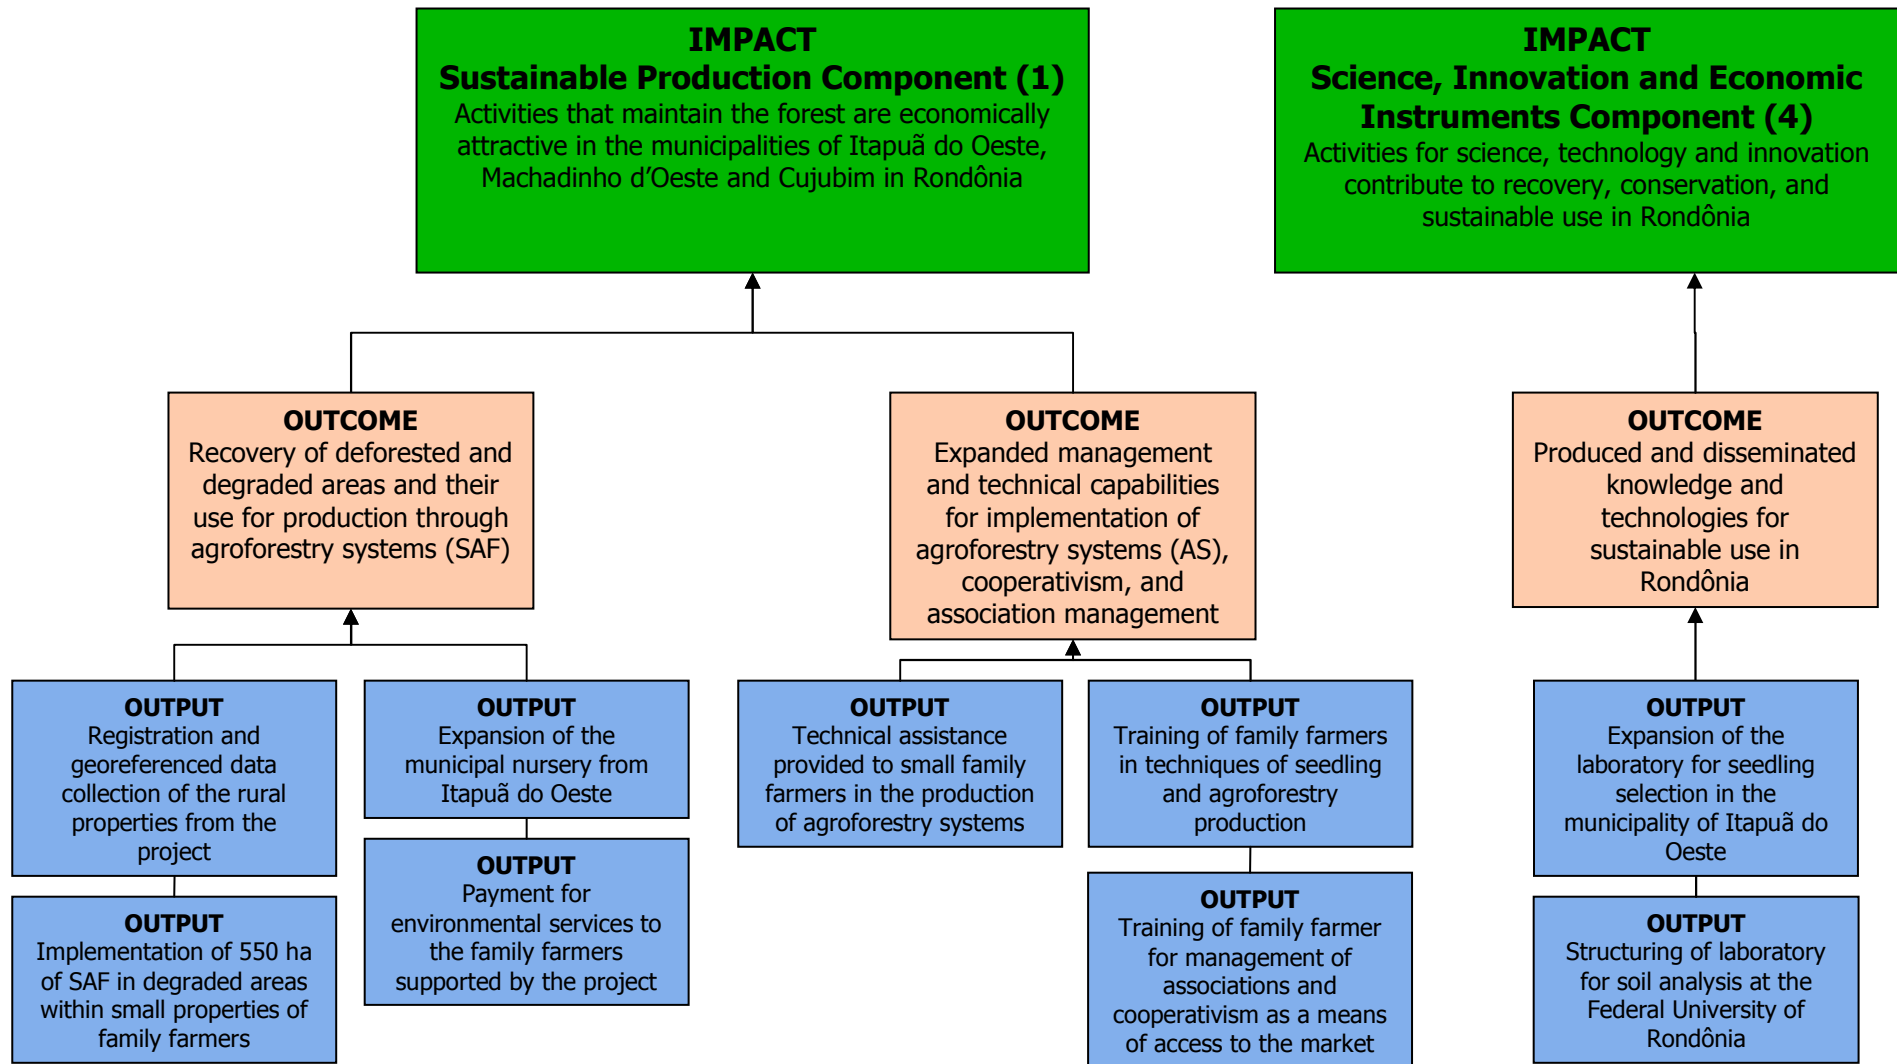 IMPACT
Sustainable Production Component (1)
Activities that maintain the forest are economically
attractive in the municipalities of Itapuã do Oeste,
Machadinho d’Oeste and Cujubim in Rondônia
IMPACT
Science, Innovation and Economic
Instruments Component (4)
Activities for science, technology and innovation
contribute to recovery, conservation, and
sustainable use in Rondônia
OUTCOME
Recovery of deforested and
degraded areas and their
use for production through
agroforestry systems (SAF)
OUTCOME
Expanded management
and technical capabilities
for implementation of
agroforestry systems (AS),
cooperativism, and
association management
OUTCOME
Produced and disseminated
knowledge and
technologies for
sustainable use in
Rondônia
OUTPUT
Registration and
georeferenced data
collection of the rural
properties from the
project
OUTPUT
Expansion of the
municipal nursery from
Itapuã do Oeste
OUTPUT
Technical assistance
provided to small family
farmers in the production
of agroforestry systems
OUTPUT
Training of family farmers
in techniques of seedling
and agroforestry
production
OUTPUT
Expansion of the
laboratory for seedling
selection in the
municipality of Itapuã do
Oeste
OUTPUT
Implementation of 550 ha
of SAF in degraded areas
within small properties of
family farmers
OUTPUT
Payment for
environmental services to
the family farmers
supported by the project
OUTPUT
Training of family farmer
for management of
associations and
cooperativism as a means
of access to the market
OUTPUT
Structuring of laboratory
for soil analysis at the
Federal University of
Rondônia